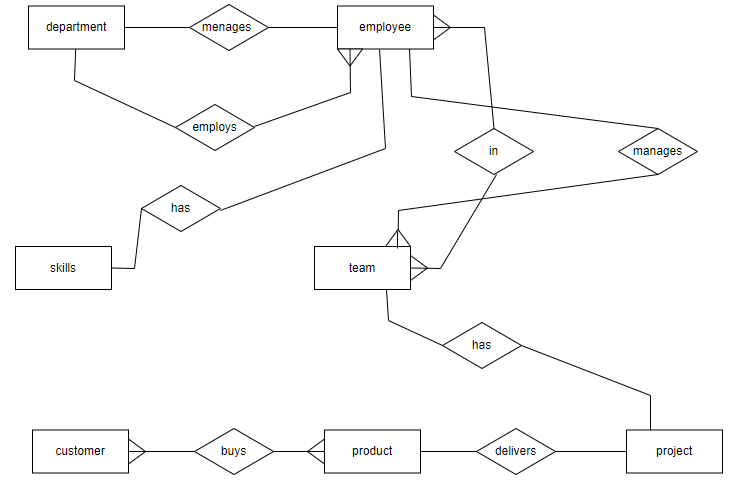 department
menages
employee
employs
in
manages
has
skills
team
has
customer
buys
product
delivers
project